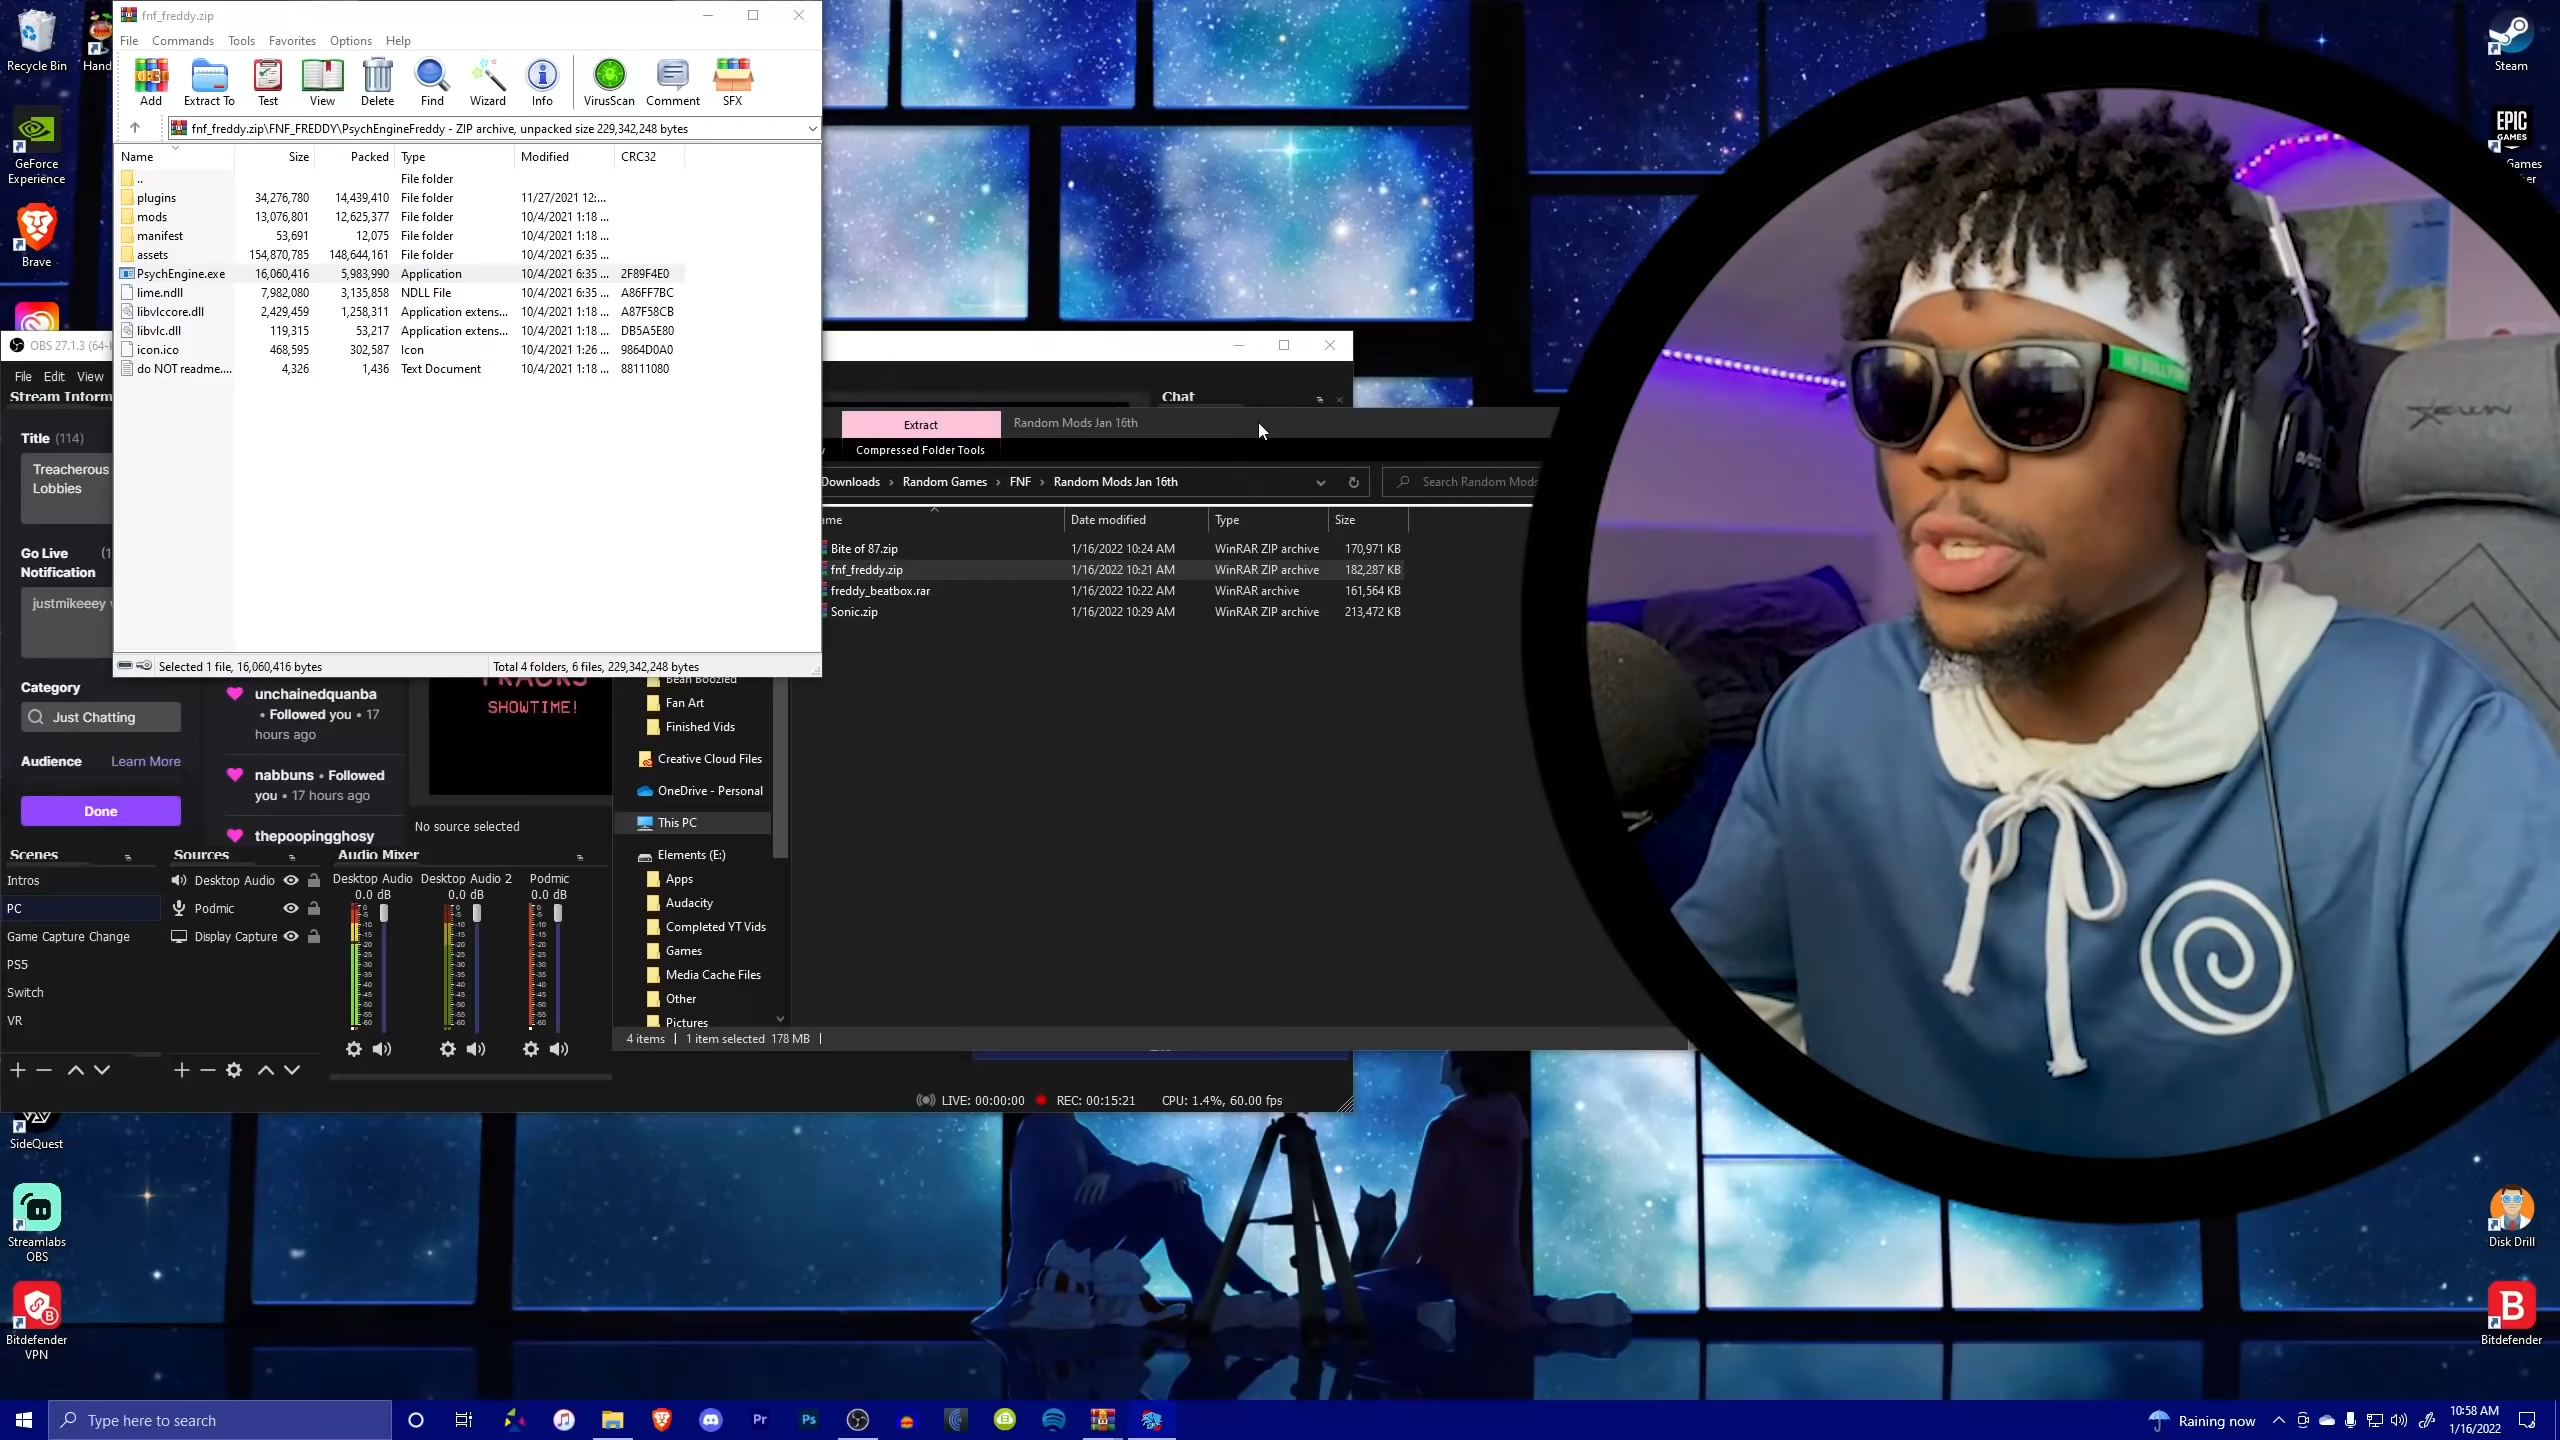 Recycle Bin
Hand
GeForce
Experience
Brave
fnf_freddy.zip
File Commands Tools Favorites Options Help
Add Extract To Test View Delete Find Wizard Info VirusScan Comment SFX
fnf_freddy.zip\FNF_FREDDY\PsychEngineFreddy - ZIP archive, unpacked size 229,342,248 bytes
Name Size Packed Type Modified CRC32
.. File folder
plugins 34,276,780 14,439,410 File folder 11/27/2021 12:...
mods 13,076,801 12,625,377 File folder 10/4/2021 1:18 ...
manifest 53,691 12,075 File folder 10/4/2021 1:18 ...
assets 154,870,785 148,644,161 File folder 10/4/2021 6:35 ...
PsychEngine.exe 16,060,416 5,983,990 Application 10/4/2021 6:35 ... 2F89F4E0
lime.ndll 7,982,080 3,135,858 NDLL File 10/4/2021 6:35 ... A86FF7BC
libvlccore.dll 2,429,459 1,258,311 Application extens... 10/4/2021 1:18 ... A87F58CB
libvlc.dll 119,315 53,217 Application extens... 10/4/2021 1:18 ... DB5A5E80
icon.ico 468,595 302,587 Icon 10/4/2021 1:26 ... 9864D0A0
do NOT readme.... 4,326 1,436 Text Document 10/4/2021 1:18 ... 88111080
Selected 1 file, 16,060,416 bytes Total 4 folders, 6 files, 229,342,248 bytes
OBS 27.1.3 (64-b
File Edit View
Stream Inform
Title (114)
Treacherous
Lobbies
Go Live (1
Notification
justmikeeey
Category
Just Chatting
Audience Learn More
Done
unchainedquanba
• Followed you • 17
hours ago
nabbuns • Followed
you • 17 hours ago
thepoopingghosy
SHOWTIME!
No source selected
Chat
Extract Random Mods Jan 16th
Compressed Folder Tools
Downloads › Random Games › FNF › Random Mods Jan 16th
Search Random Mods
ame Date modified Type Size
Bite of 87.zip 1/16/2022 10:24 AM WinRAR ZIP archive 170,971 KB
fnf_freddy.zip 1/16/2022 10:21 AM WinRAR ZIP archive 182,287 KB
freddy_beatbox.rar 1/16/2022 10:22 AM WinRAR archive 161,564 KB
Sonic.zip 1/16/2022 10:29 AM WinRAR ZIP archive 213,472 KB
Bean Boozled
Fan Art
Finished Vids
Creative Cloud Files
OneDrive - Personal
This PC
Elements (E:)
Apps
Audacity
Completed YT Vids
Games
Media Cache Files
Other
Pictures
4 items 1 item selected 178 MB
Scenes
Intros
PC
Game Capture Change
PS5
Switch
VR
Sources
Desktop Audio
Podmic
Display Capture
Audio Mixer
Desktop Audio Desktop Audio 2 Podmic
0.0 dB 0.0 dB 0.0 dB
LIVE: 00:00:00 REC: 00:15:21 CPU: 1.4%, 60.00 fps
SideQuest
Streamlabs
OBS
Bitdefender
VPN
Steam
EPIC
GAMES
Games
Disk Drill
B
Bitdefender
Type here to search
Pr
Ps
Raining now
10:58 AM
1/16/2022